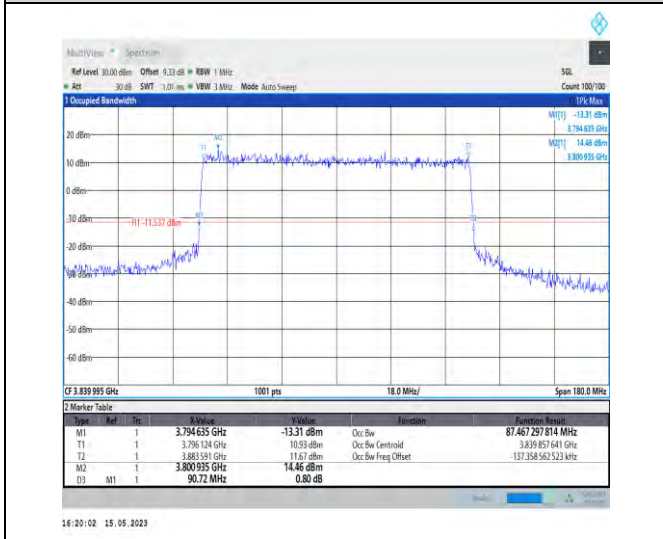 MultiView Spectrum
Ref Level 30.00 dBm Offset 9.33 dB RBW 1 MHz SGL
Att 30 dB SWT 1.01 ms VBW 3 MHz Mode Auto Sweep Count 100/100
1 Occupied Bandwidth 1Pk Max
M1[1] -13.31 dBm
3.794 635 GHz
M2[1] 14.46 dBm
3.800 935 GHz
20 dBm
M2
T1
10 dBm
0 dBm
-10 dBm
M1
H1 -11.537 dBm
-20 dBm
-30 dBm
-40 dBm
-50 dBm
-60 dBm
CF 3.839 995 GHz 1001 pts 18.0 MHz/ Span 180.0 MHz
2 Marker Table
Type Ref Trc X-Value Y-Value Function Function Result
M1 1 3.794 635 GHz -13.31 dBm Occ Bw 87.467 297 814 MHz
T1 1 3.796 124 GHz 10.93 dBm Occ Bw Centroid 3.839 857 641 GHz
T2 1 3.883 591 GHz 11.67 dBm Occ Bw Freq Offset -137.358 562 523 kHz
M2 1 3.800 935 GHz 14.46 dBm
D3 M1 1 90.72 MHz 0.80 dB
16:20:02 15.05.2023